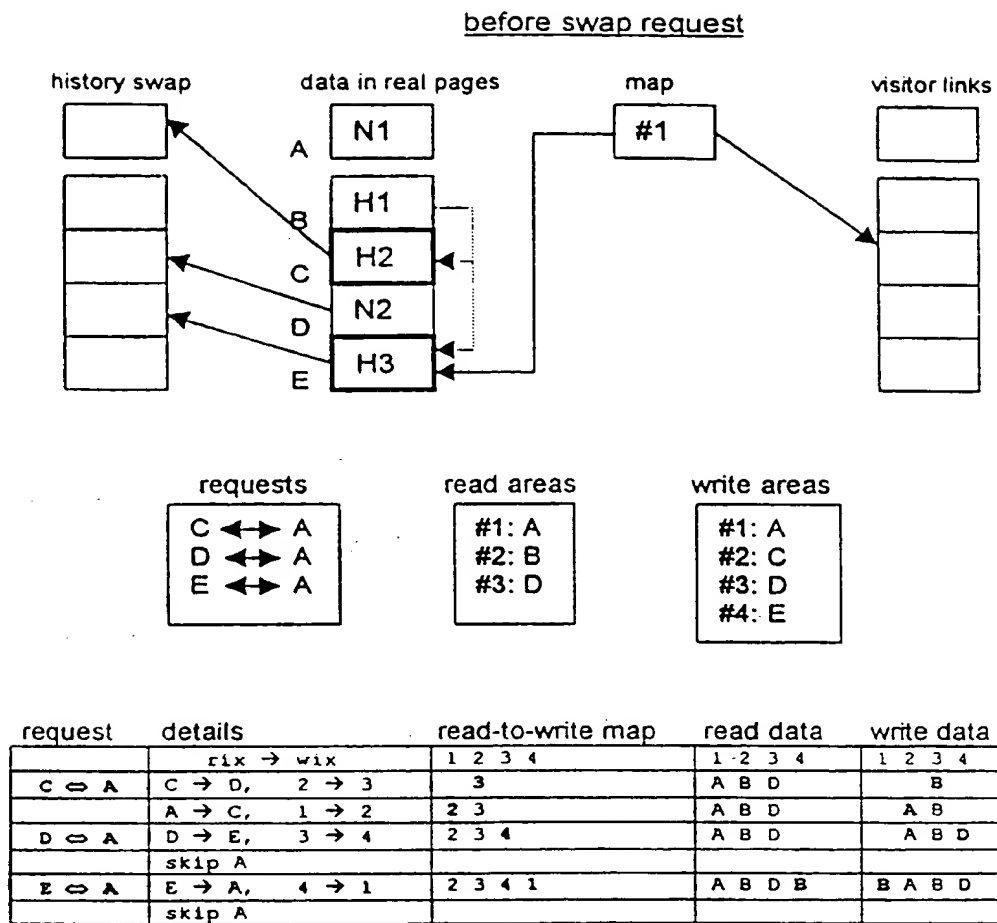 before swap request
history swap data in real pages map visitor links
N1 #1
A
H1
B
H2
C
N2
D
H3
E
requests read areas write areas
C ↔ A #1: A #1: A
D ↔ A #2: B #2: C
E ↔ A #3: D #3: D
#4: E
request details read-to-write map read data write data
rix → wix 1 2 3 4 1 2 3 4 1 2 3 4
C ⇔ A C → D, 2 → 3 3 A B D B
A → C, 1 → 2 2 3 A B D A B
D ⇔ A D → E, 3 → 4 2 3 4 A B D A B D
skip A
E ⇔ A E → A, 4 → 1 2 3 4 1 A B D B B A B D
skip A